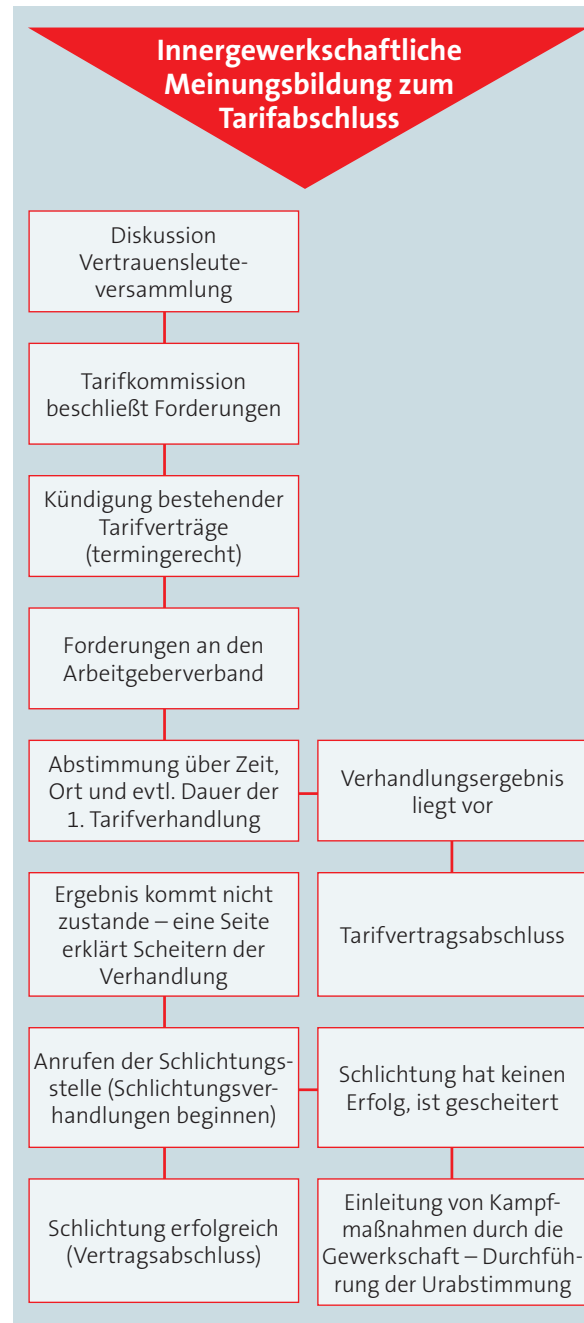 Innergewerkschaftliche
Meinungsbildung zum
Tarifabschluss
Diskussion
Vertrauensleute-
versammlung
Tarifkommission
beschließt Forderungen
Kündigung bestehender
Tarifverträge
(termingerecht)
Forderungen an den
Arbeitgeberverband
Abstimmung über Zeit,
Ort und evtl. Dauer der
1. Tarifverhandlung
Verhandlungsergebnis
liegt vor
Ergebnis kommt nicht
zustande – eine Seite
erklärt Scheitern der
Verhandlung
Tarifvertragsabschluss
Anrufen der Schlichtungs-
stelle (Schlichtungsver-
handlungen beginnen)
Schlichtung hat keinen
Erfolg, ist gescheitert
Schlichtung erfolgreich
(Vertragsabschluss)
Einleitung von Kampf-
maßnahmen durch die
Gewerkschaft – Durchfüh-
rung der Urabstimmung